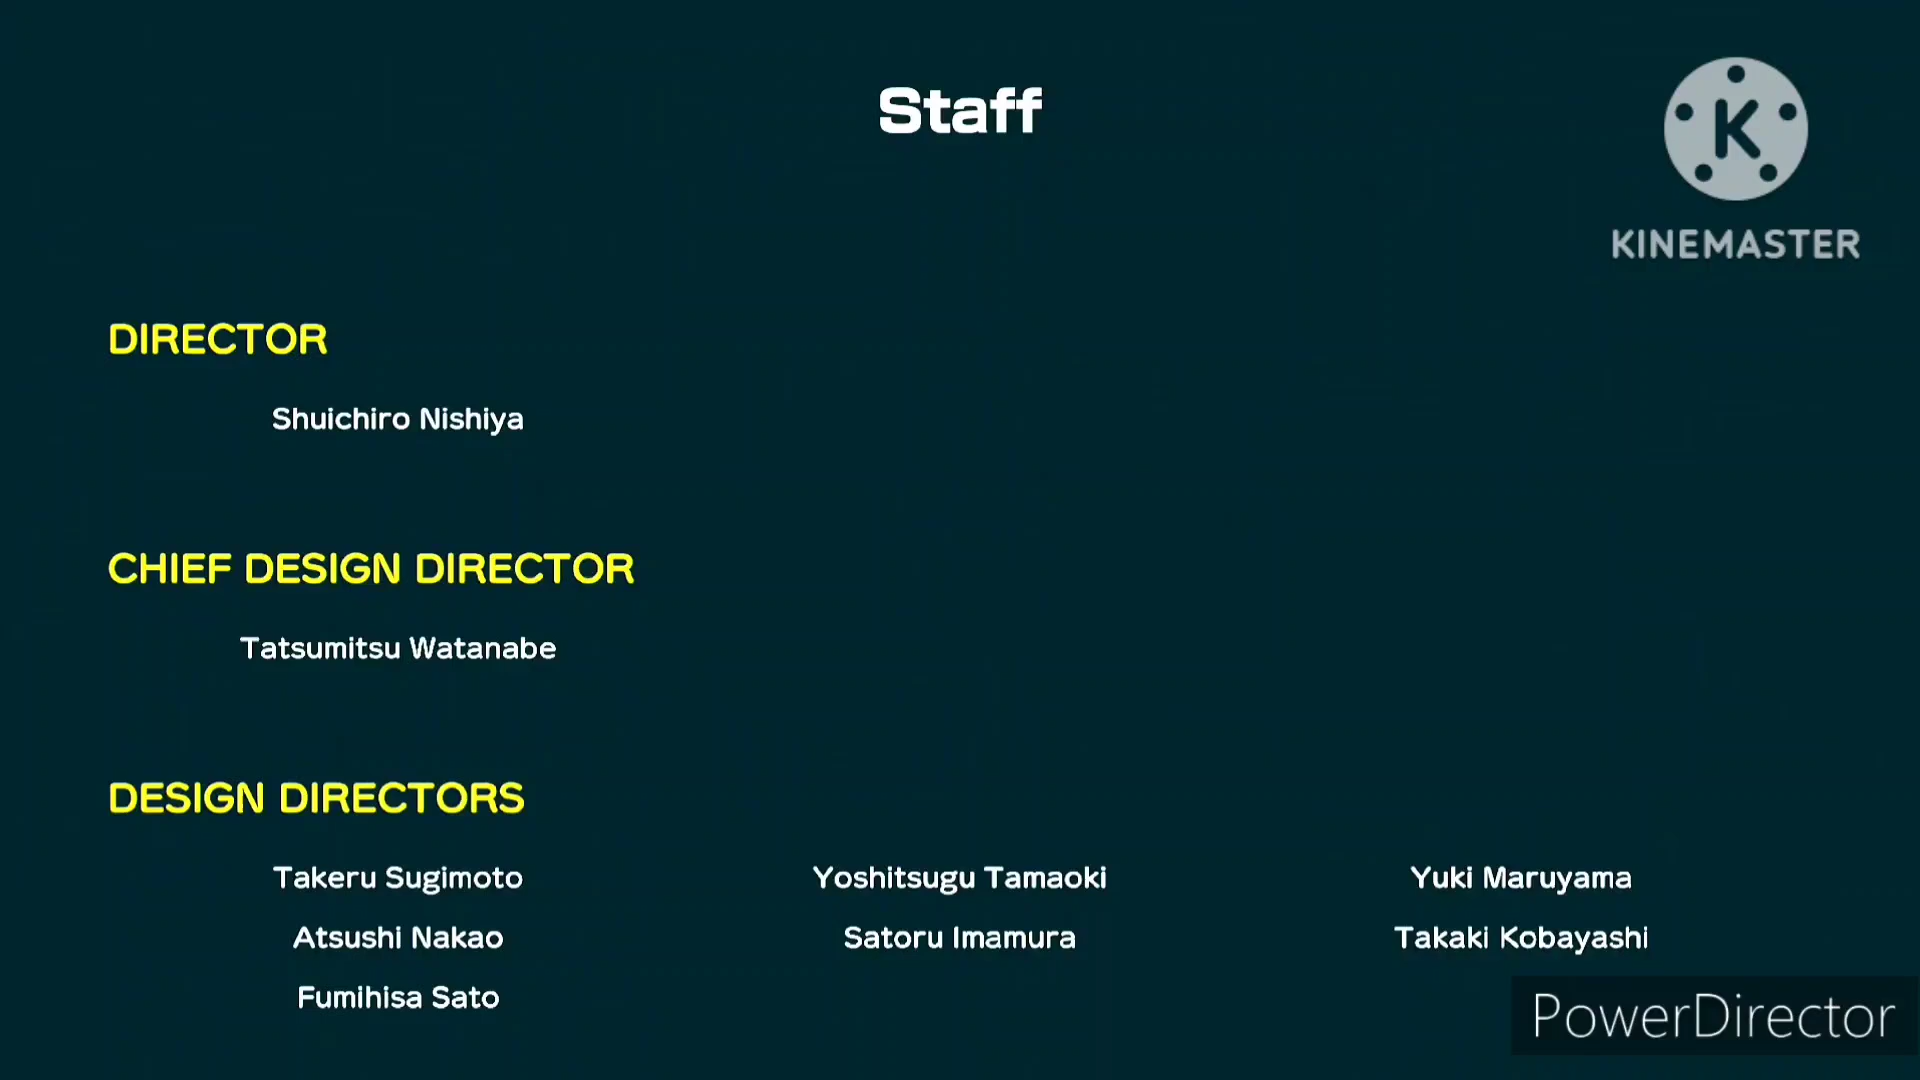 Staff
K
KINEMASTER
DIRECTOR
Shuichiro Nishiya
CHIEF DESIGN DIRECTOR
Tatsumitsu Watanabe
DESIGN DIRECTORS
Takeru Sugimoto Yoshitsugu Tamaoki Yuki Maruyama
Atsushi Nakao Satoru Imamura Takaki Kobayashi
Fumihisa Sato
PowerDirector